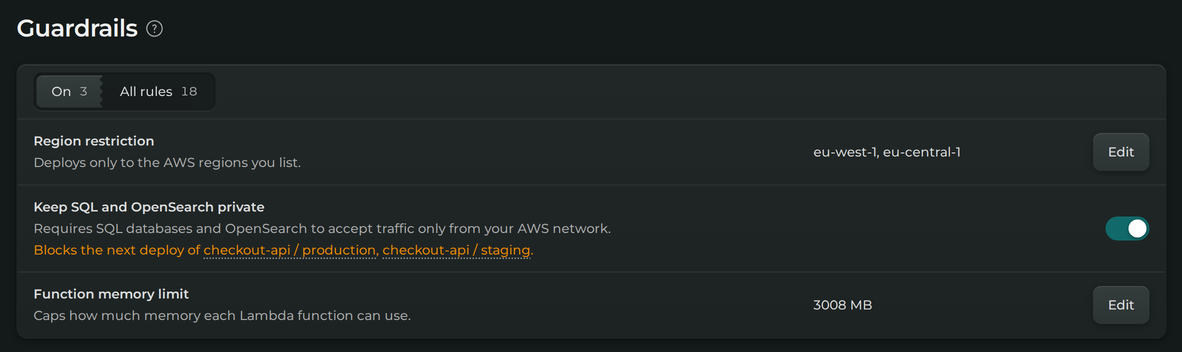 Guardrails ?
On 3 All rules 18
Region restriction
Deploys only to the AWS regions you list.
eu-west-1, eu-central-1
Edit
Keep SQL and OpenSearch private
Requires SQL databases and OpenSearch to accept traffic only from your AWS network.
Blocks the next deploy of checkout-api / production, checkout-api / staging.
Function memory limit
Caps how much memory each Lambda function can use.
3008 MB
Edit